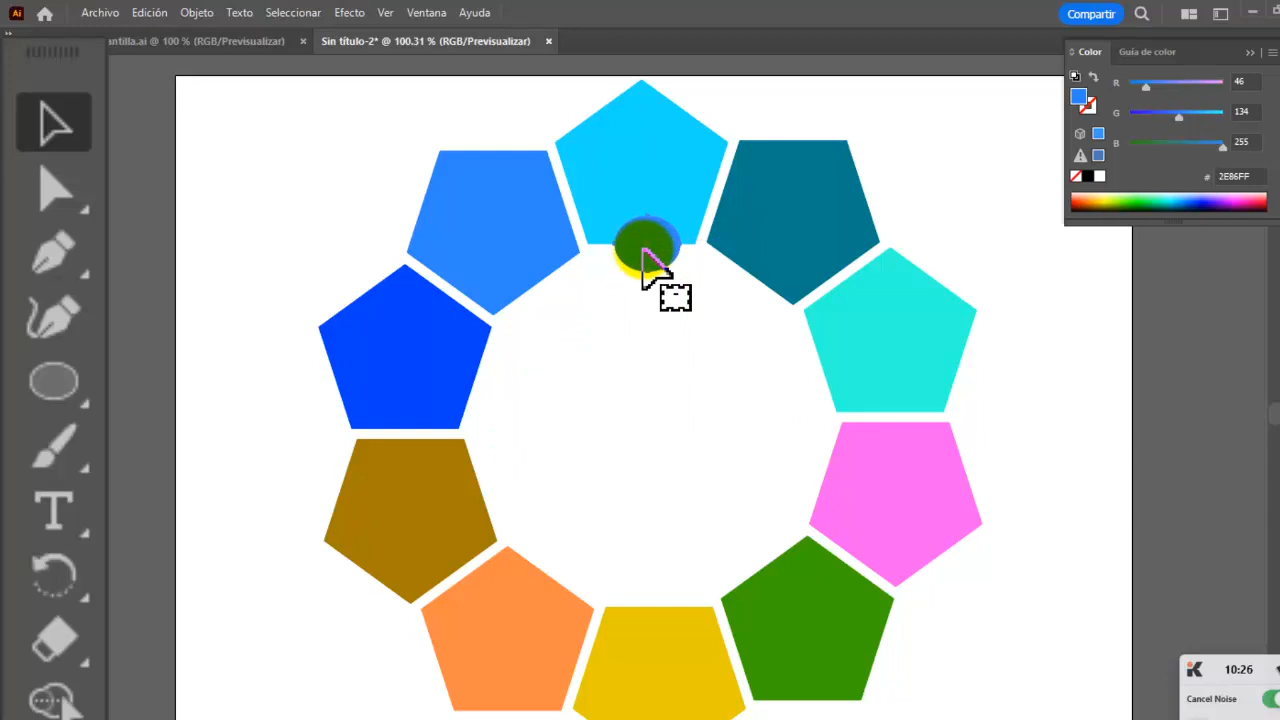 Ai Archivo Edición Objeto Texto Seleccionar Efecto Ver Ventana Ayuda Compartir
antilla.ai @ 100 % (RGB/Previsualizar) × Sin título-2* @ 100.31 % (RGB/Previsualizar) ×
Color Guía de color
R 46
G 134
B 255
# 2E86FF
T
10:26
Cancel Noise